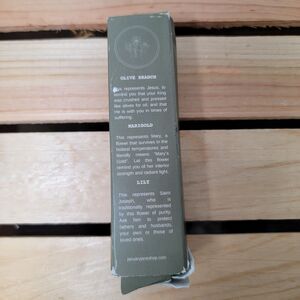 OLIVE BRANCH
represents Jesus, to
remind you that your King
was crushed and pressed
like olives for oil, and that
He is with you in times of
suffering.
MARIGOLD
This represents Mary, a
flower that survives in the
hottest temperatures and
literally means "Mary's
Gold". Let this flower
remind you of her interior
strength and radiant light.
LILY
This represents Saint
Joseph, who is
traditionally represented
by this flower of purity.
Ask him to protect
fathers and husbands,
your own or those of
loved ones.